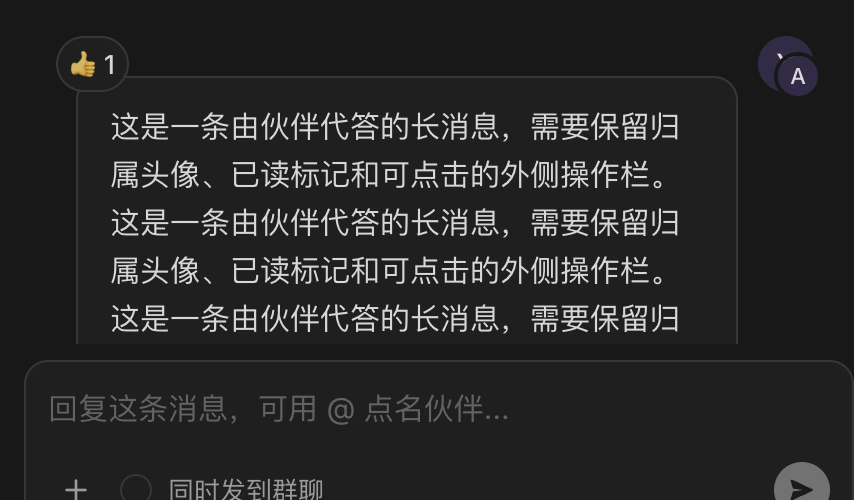 👍 1
A
这是一条由伙伴代答的长消息，需要保留归
属头像、已读标记和可点击的外侧操作栏。
这是一条由伙伴代答的长消息，需要保留归
属头像、已读标记和可点击的外侧操作栏。
这是一条由伙伴代答的长消息，需要保留归
回复这条消息，可用 @ 点名伙伴...
同时发到群聊